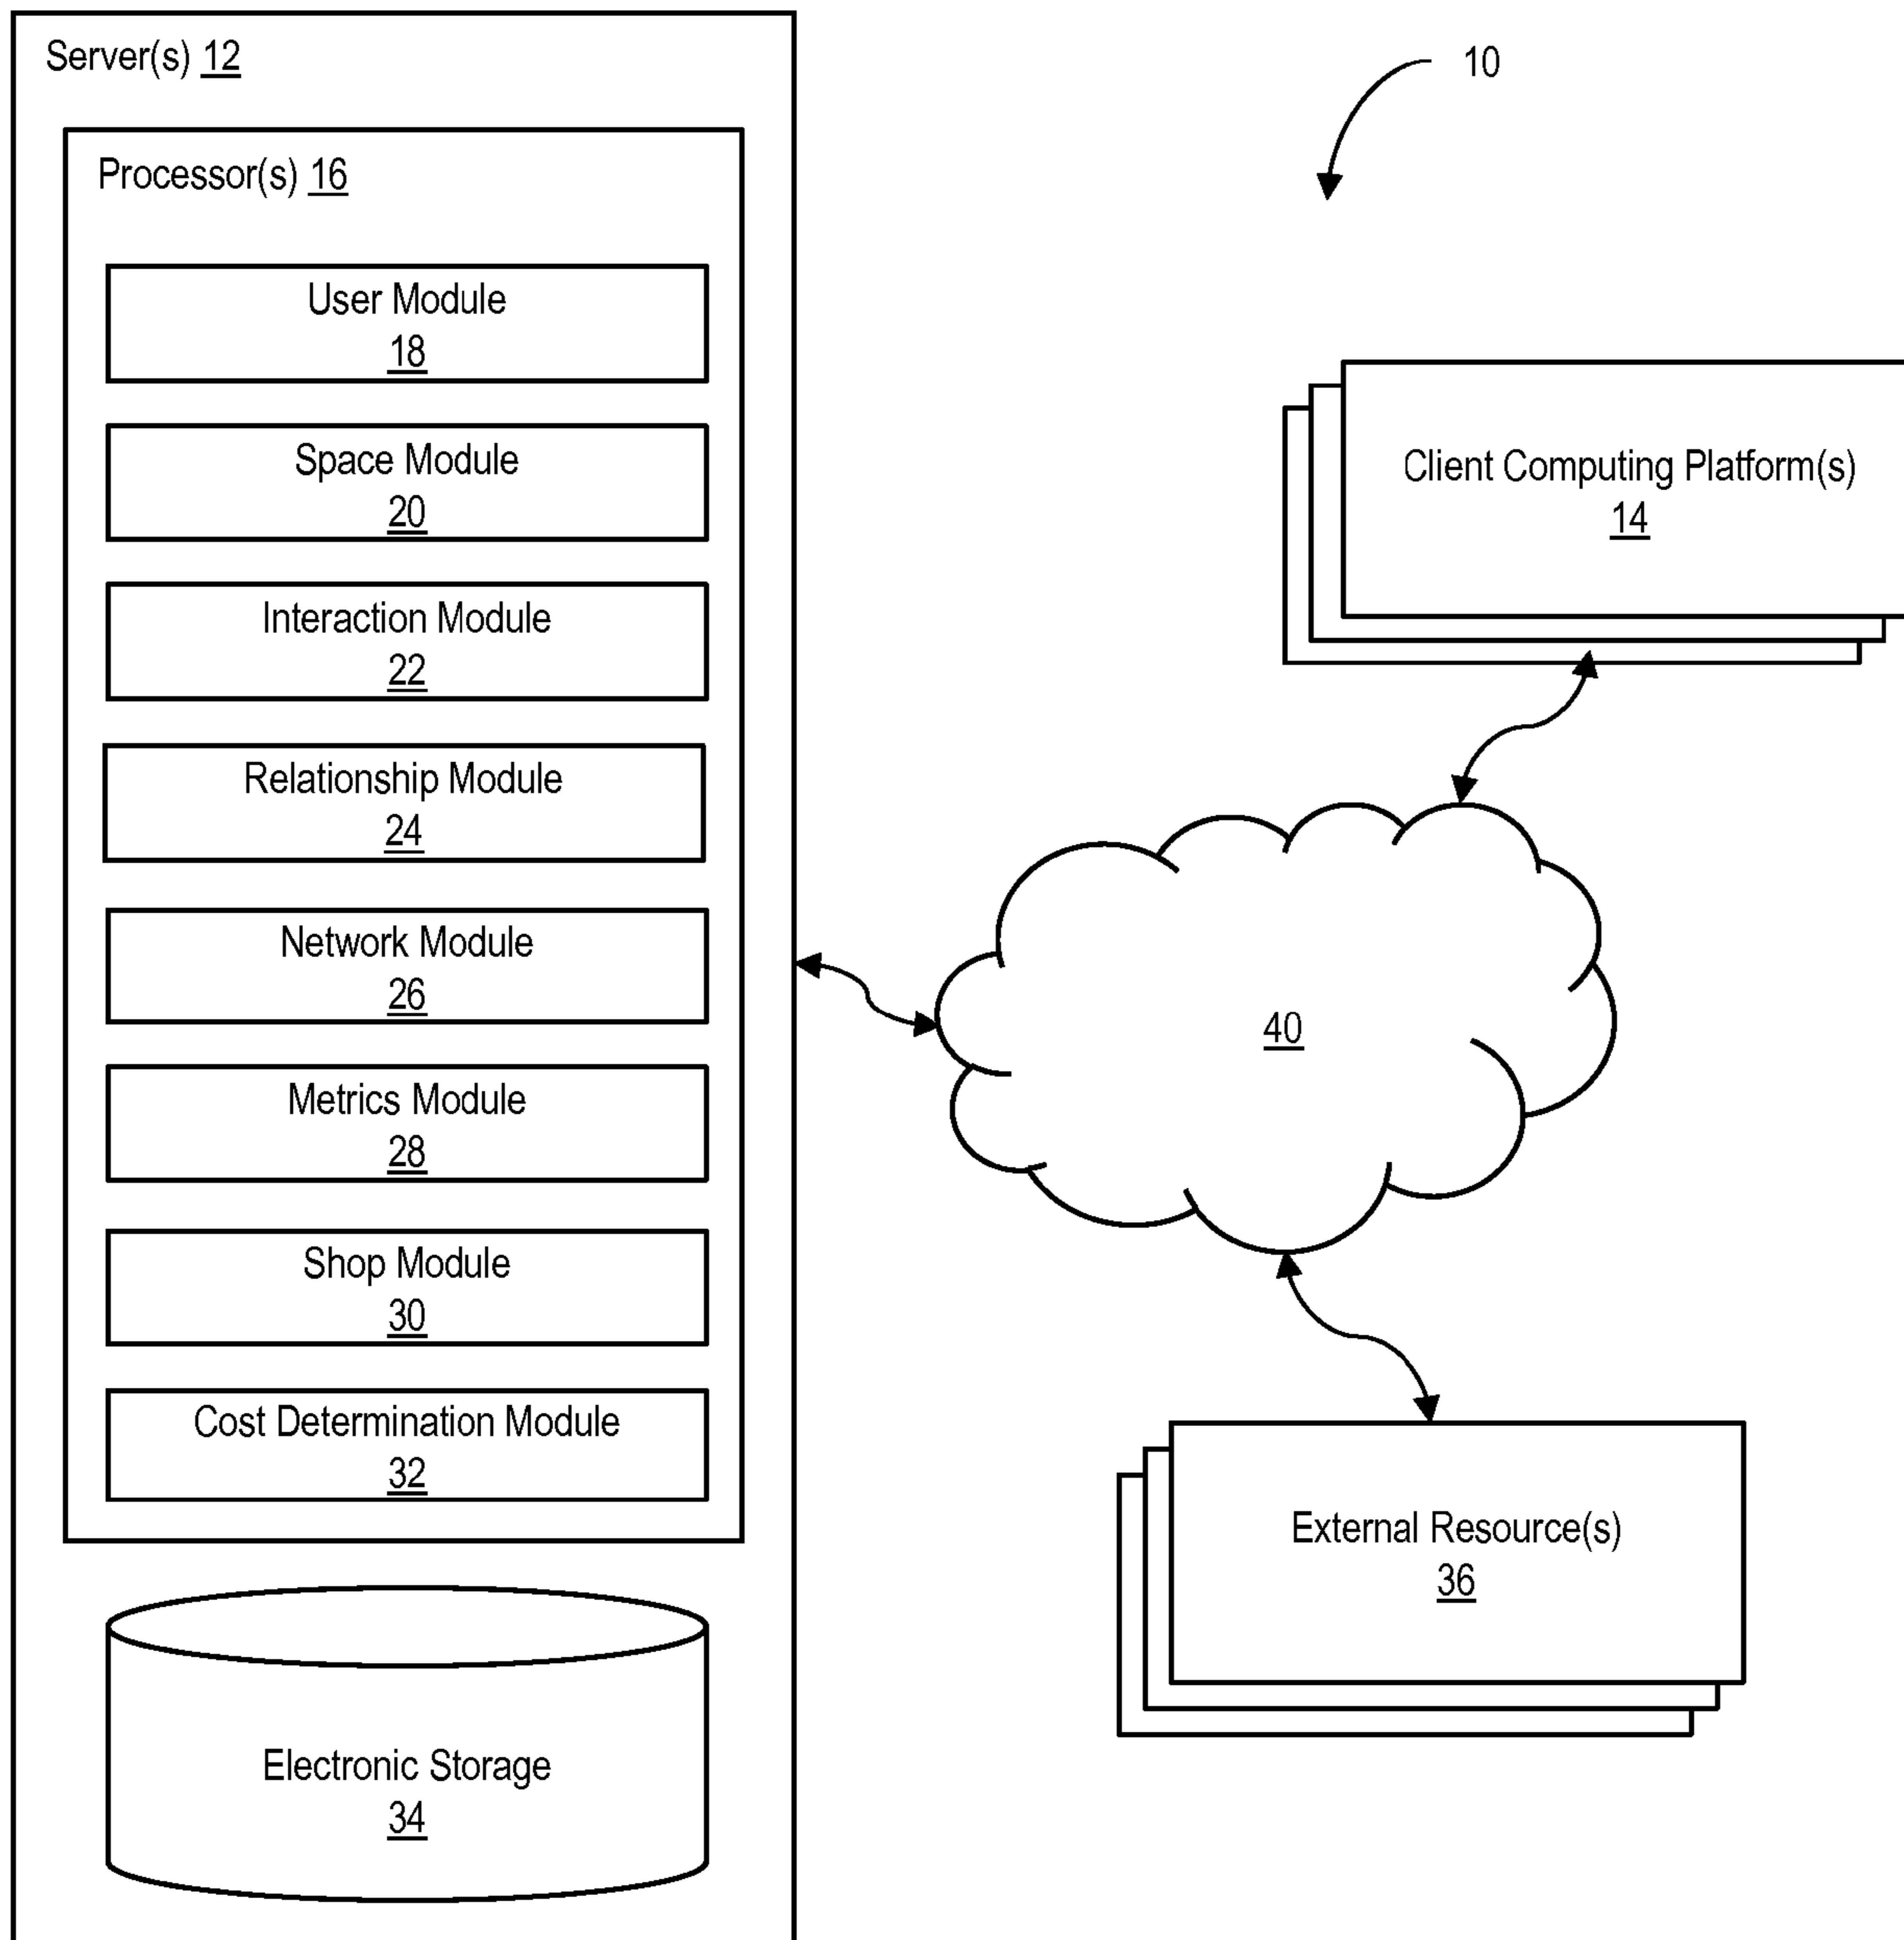 Server(s) 12
10
Processor(s) 16
User Module
18
Space Module
20
Interaction Module
22
Relationship Module
24
Network Module
26
Metrics Module
28
Shop Module
30
Cost Determination Module
32
Electronic Storage
34
Client Computing Platform(s)
14
40
External Resource(s)
36